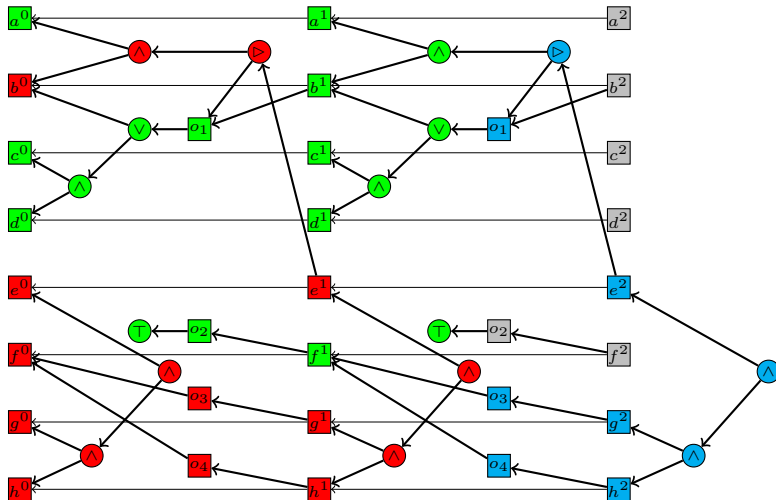 a⁰ a¹ a²
∧ ▷ ∧ ▷
b⁰ b¹ b²
∨ o₁ ∨ o₁
c⁰ c¹ c²
∧ ∧
d⁰ d¹ d²
e⁰ e¹ e²
⊤ o₂ ⊤ o₂
f⁰ f¹ f²
∧ ∧ ∧
o₃ o₃
g⁰ g¹ g²
∧ ∧ ∧
o₄ o₄
h⁰ h¹ h²